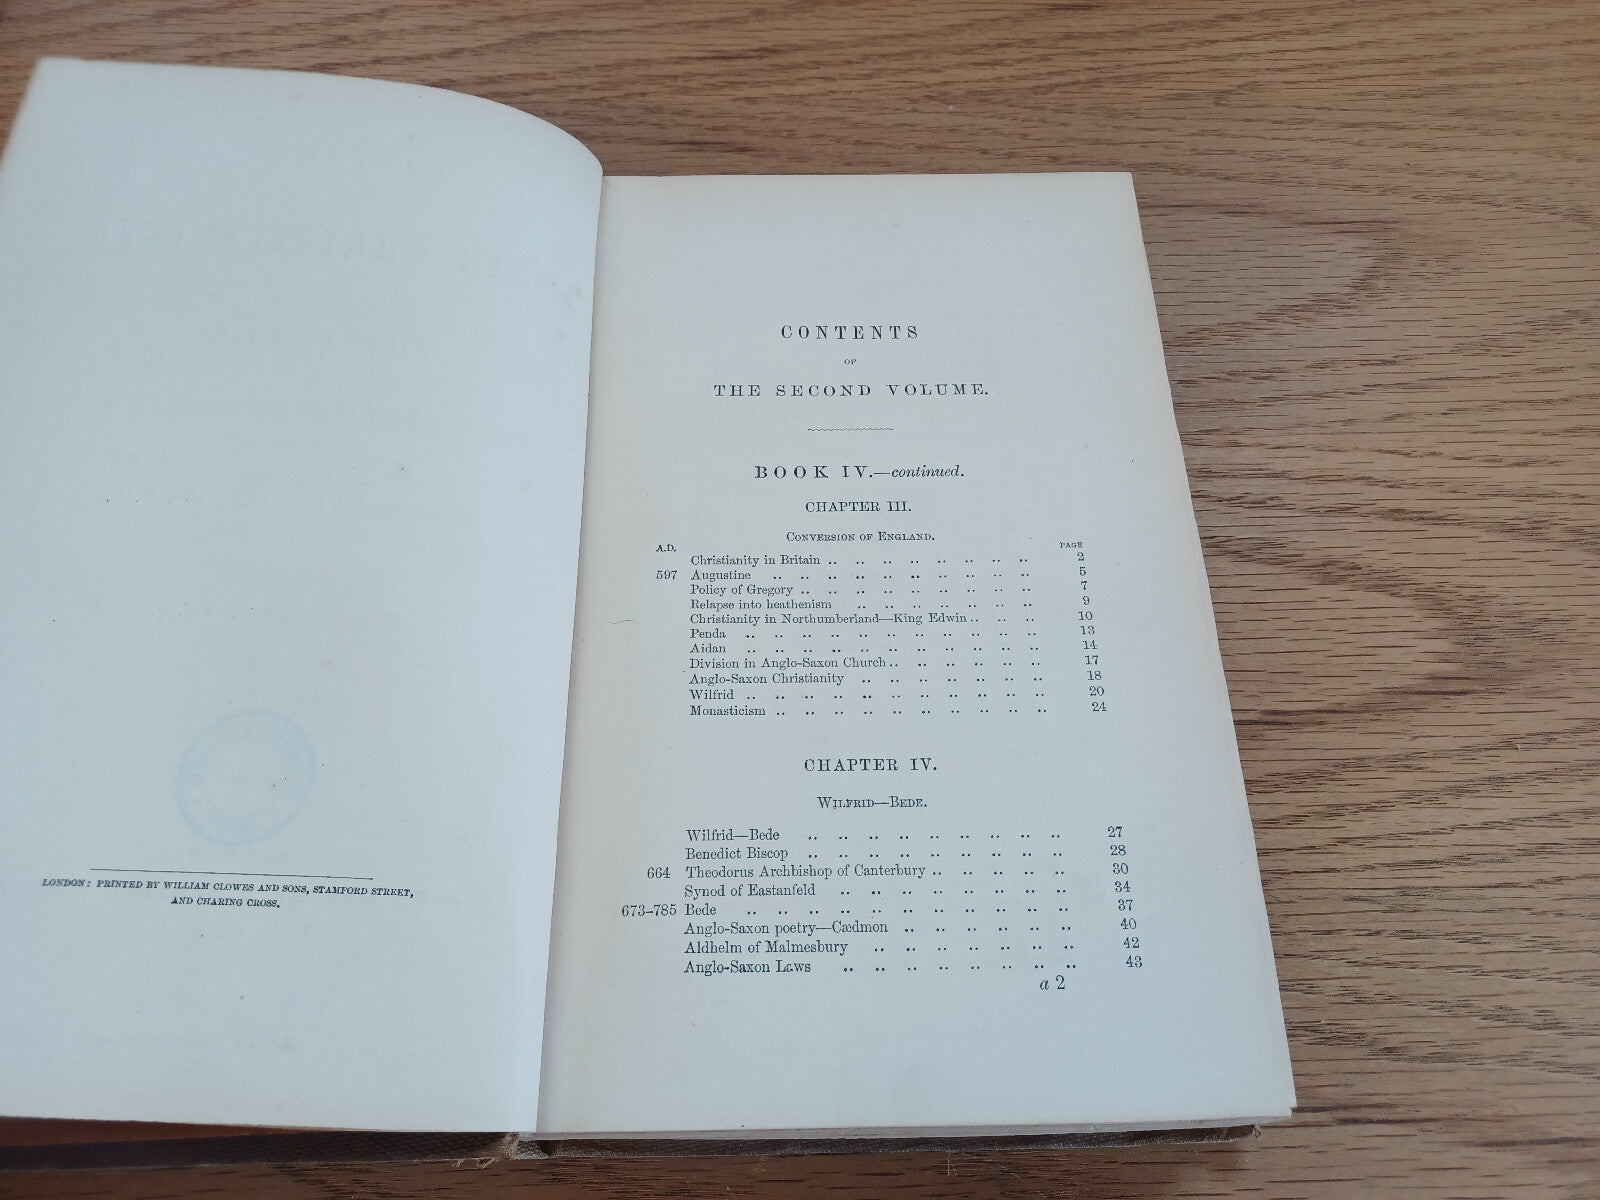 LONDON: PRINTED BY WILLIAM CLOWES AND SONS, STAMFORD STREET,
AND CHARING CROSS.
CONTENTS
OF
THE SECOND VOLUME.
BOOK IV.—continued.
CHAPTER III.
CONVERSION OF ENGLAND.
A.D. PAGE
Christianity in Britain .. .. .. .. .. .. .. .. 2
597 Augustine .. .. .. .. .. .. .. .. .. .. 5
Policy of Gregory .. .. .. .. .. .. .. .. .. 7
Relapse into heathenism .. .. .. .. .. .. .. 9
Christianity in Northumberland—King Edwin .. .. .. 10
Penda .. .. .. .. .. .. .. .. .. .. .. 13
Aidan .. .. .. .. .. .. .. .. .. .. .. 14
Division in Anglo-Saxon Church .. .. .. .. .. .. 17
Anglo-Saxon Christianity .. .. .. .. .. .. .. 18
Wilfrid .. .. .. .. .. .. .. .. .. .. .. 20
Monasticism .. .. .. .. .. .. .. .. .. .. 24
CHAPTER IV.
WILFRID—BEDE.
Wilfrid—Bede .. .. .. .. .. .. .. .. .. 27
Benedict Biscop .. .. .. .. .. .. .. .. .. 28
664 Theodorus Archbishop of Canterbury .. .. .. .. .. 30
Synod of Eastanfeld .. .. .. .. .. .. .. .. 34
673-785 Bede .. .. .. .. .. .. .. .. .. .. .. 37
Anglo-Saxon poetry—Cædmon .. .. .. .. .. .. 40
Aldhelm of Malmesbury .. .. .. .. .. .. .. 42
Anglo-Saxon Laws .. .. .. .. .. .. .. .. 43
a 2